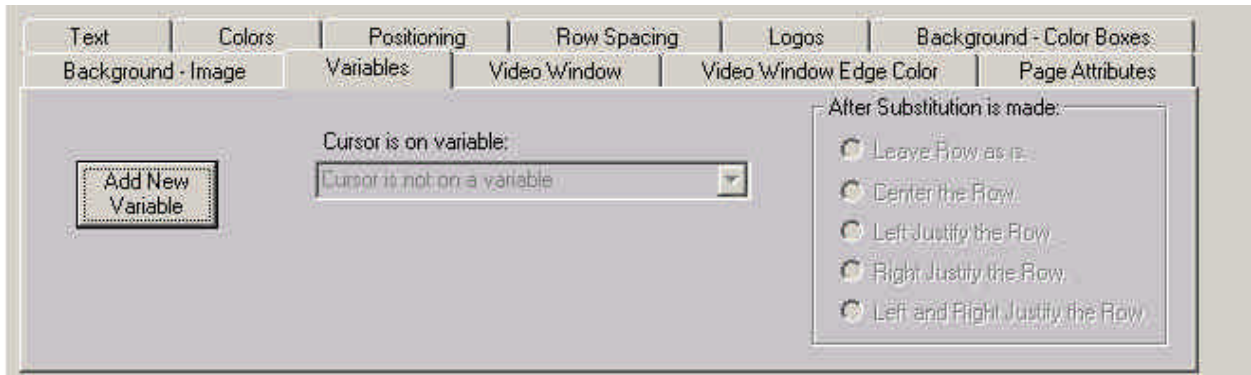 Text Colors Positioning Row Spacing Logos Background - Color Boxes
Background - Image Variables Video Window Video Window Edge Color Page Attributes
After Substitution is made:
Cursor is on variable:
Leave Row as is.
Add New
Variable
Cursor is not on a variable
Center the Row.
Left Justify the Row.
Right Justify the Row.
Left and Right Justify the Row.